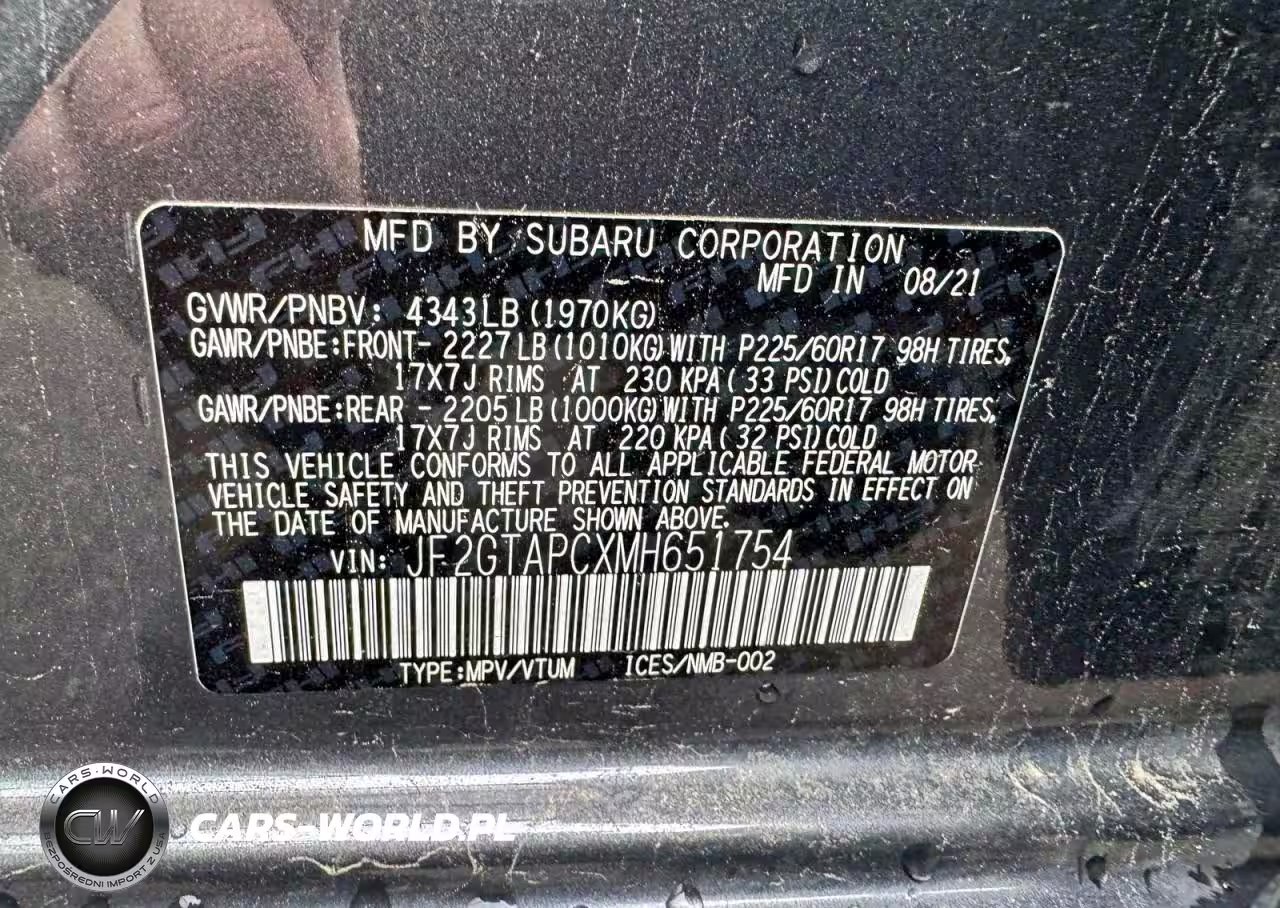 MFD BY SUBARU CORPORATION
MFD IN 08/21
GVWR/PNBV: 4343LB (1970KG)
GAWR/PNBE:FRONT- 2227LB (1010KG) WITH P225/60R17 98H TIRES,
17X7J RIMS AT 230 KPA ( 33 PSI) COLD
GAWR/PNBE:REAR - 2205LB (1000KG) WITH P225/60R17 98H TIRES,
17X7J RIMS AT 220 KPA ( 32 PSI) COLD
THIS VEHICLE CONFORMS TO ALL APPLICABLE FEDERAL MOTOR
VEHICLE SAFETY AND THEFT PREVENTION STANDARDS IN EFFECT ON
THE DATE OF MANUFACTURE SHOWN ABOVE.
VIN: JF2GTAPCXMH651754
TYPE:MPV/VTUM ICES/NMB-002
CARS-WORLD
CW
BEZPOŚREDNI IMPORT Z USA
CARS-WORLD.PL